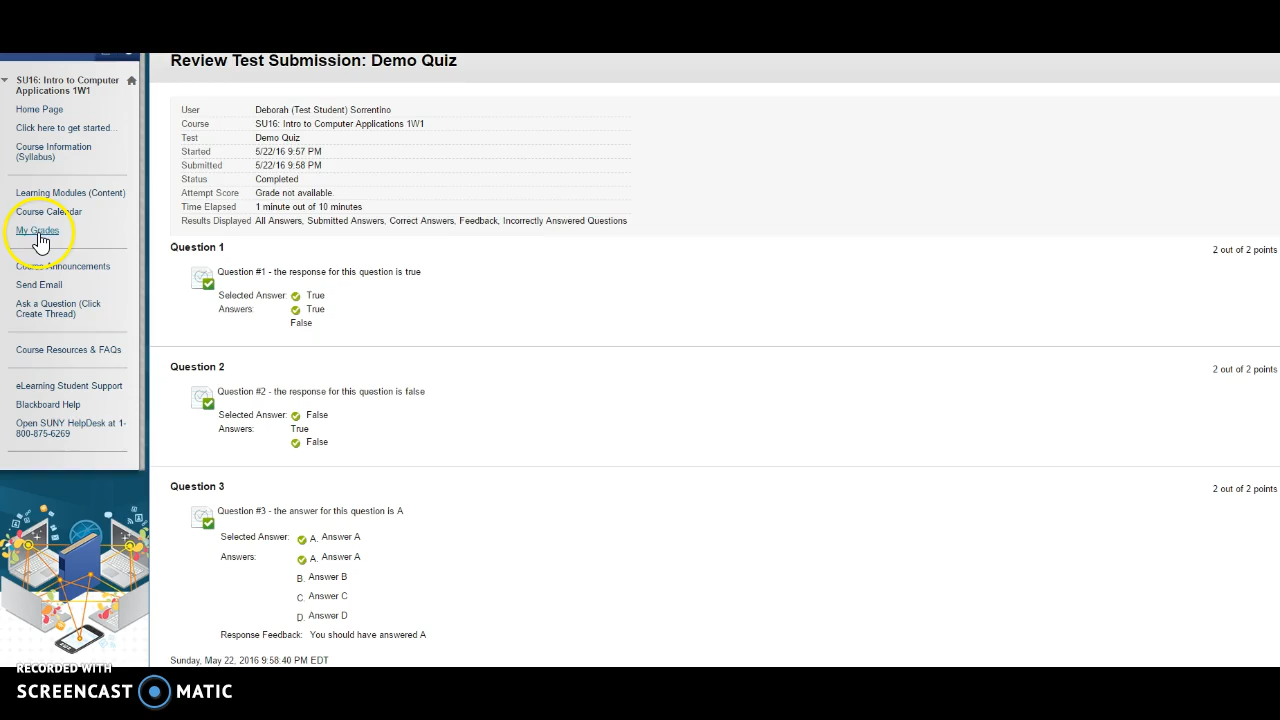 Review Test Submission: Demo Quiz
SU16: Intro to Computer
Applications 1W1
Home Page
Click here to get started...
Course Information
(Syllabus)
Learning Modules (Content)
Course Calendar
My Grades
Course Announcements
Send Email
Ask a Question (Click
Create Thread)
Course Resources & FAQs
eLearning Student Support
Blackboard Help
Open SUNY HelpDesk at 1-
800-875-6269
User Deborah (Test Student) Sorrentino
Course SU16: Intro to Computer Applications 1W1
Test Demo Quiz
Started 5/22/16 9:57 PM
Submitted 5/22/16 9:58 PM
Status Completed
Attempt Score Grade not available.
Time Elapsed 1 minute out of 10 minutes
Results Displayed All Answers, Submitted Answers, Correct Answers, Feedback, Incorrectly Answered Questions
Question 1 2 out of 2 points
Question #1 - the response for this question is true
Selected Answer: True
Answers: True
False
Question 2 2 out of 2 points
Question #2 - the response for this question is false
Selected Answer: False
Answers: True
False
Question 3 2 out of 2 points
Question #3 - the answer for this question is A
Selected Answer: A. Answer A
Answers: A. Answer A
B. Answer B
C. Answer C
D. Answer D
Response Feedback: You should have answered A
Sunday, May 22, 2016 9:58:40 PM EDT
RECORDED WITH
SCREENCAST MATIC